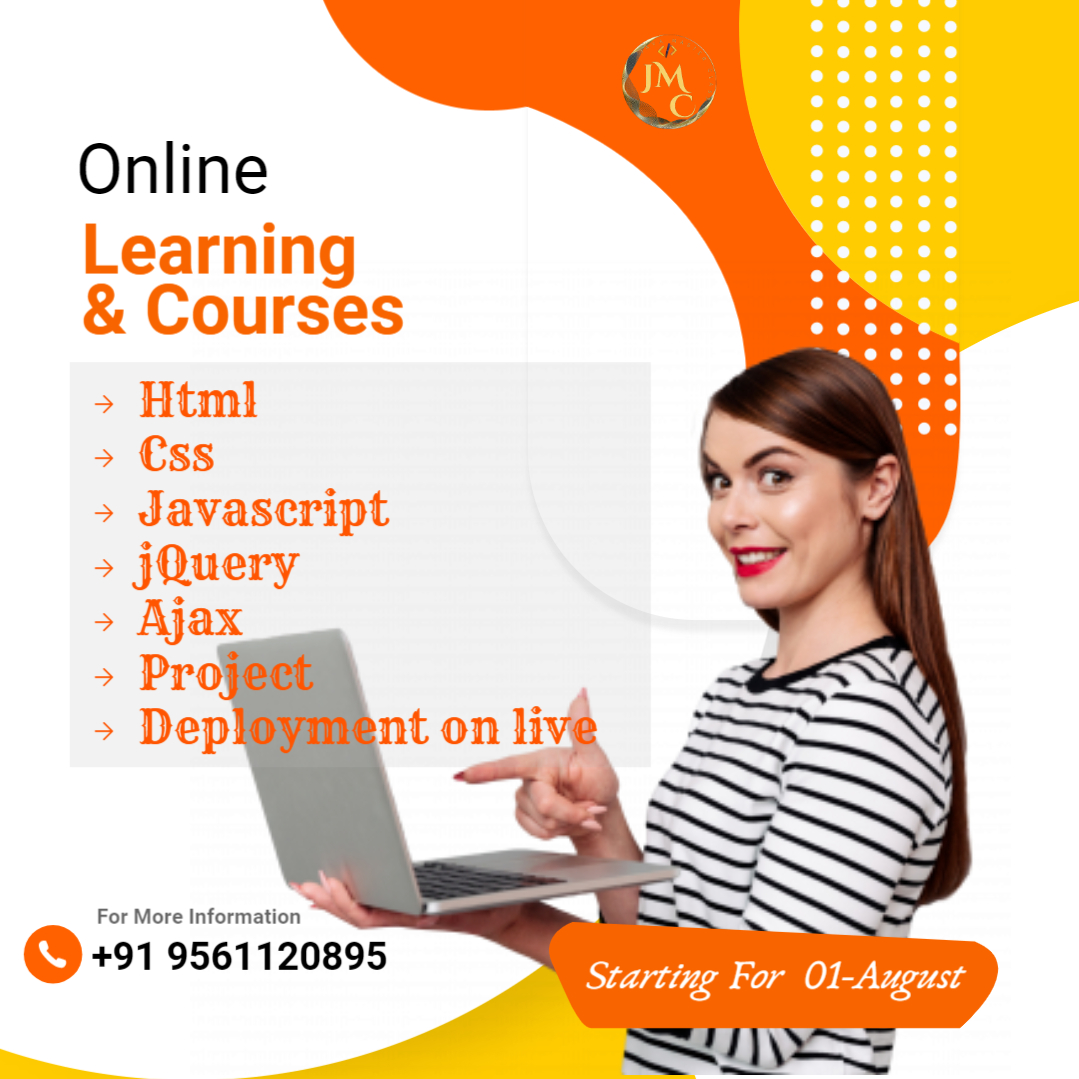 JM
C
Online
Learning
& Courses
→ Html
→ Css
→ Javascript
→ jQuery
→ Ajax
→ Project
→ Deployment on live
For More Information
+91 9561120895
Starting For 01-August